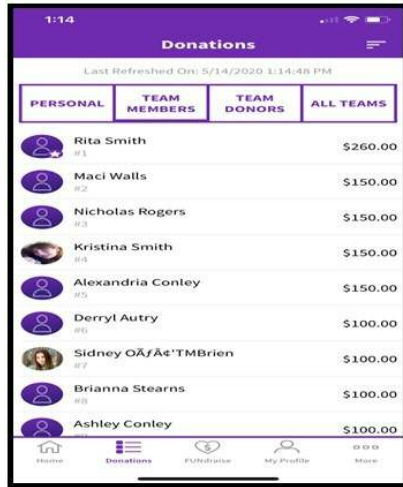 1:14
Donations
Last Refreshed On: 5/14/2020 1:14:48 PM
PERSONAL
TEAM MEMBERS
TEAM DONORS
ALL TEAMS
Rita Smith
$260.00
#1
Maci Walls
$150.00
#2
Nicholas Rogers
$150.00
#3
Kristina Smith
$150.00
#4
Alexandria Conley
$150.00
#5
Derryl Autry
$100.00
#6
Sidney OÃƒÂ¢'TMBrien
$100.00
#7
Brianna Stearns
$100.00
#8
Ashley Conley
$100.00
Home
Donations
FUNdraise
My Profile
More